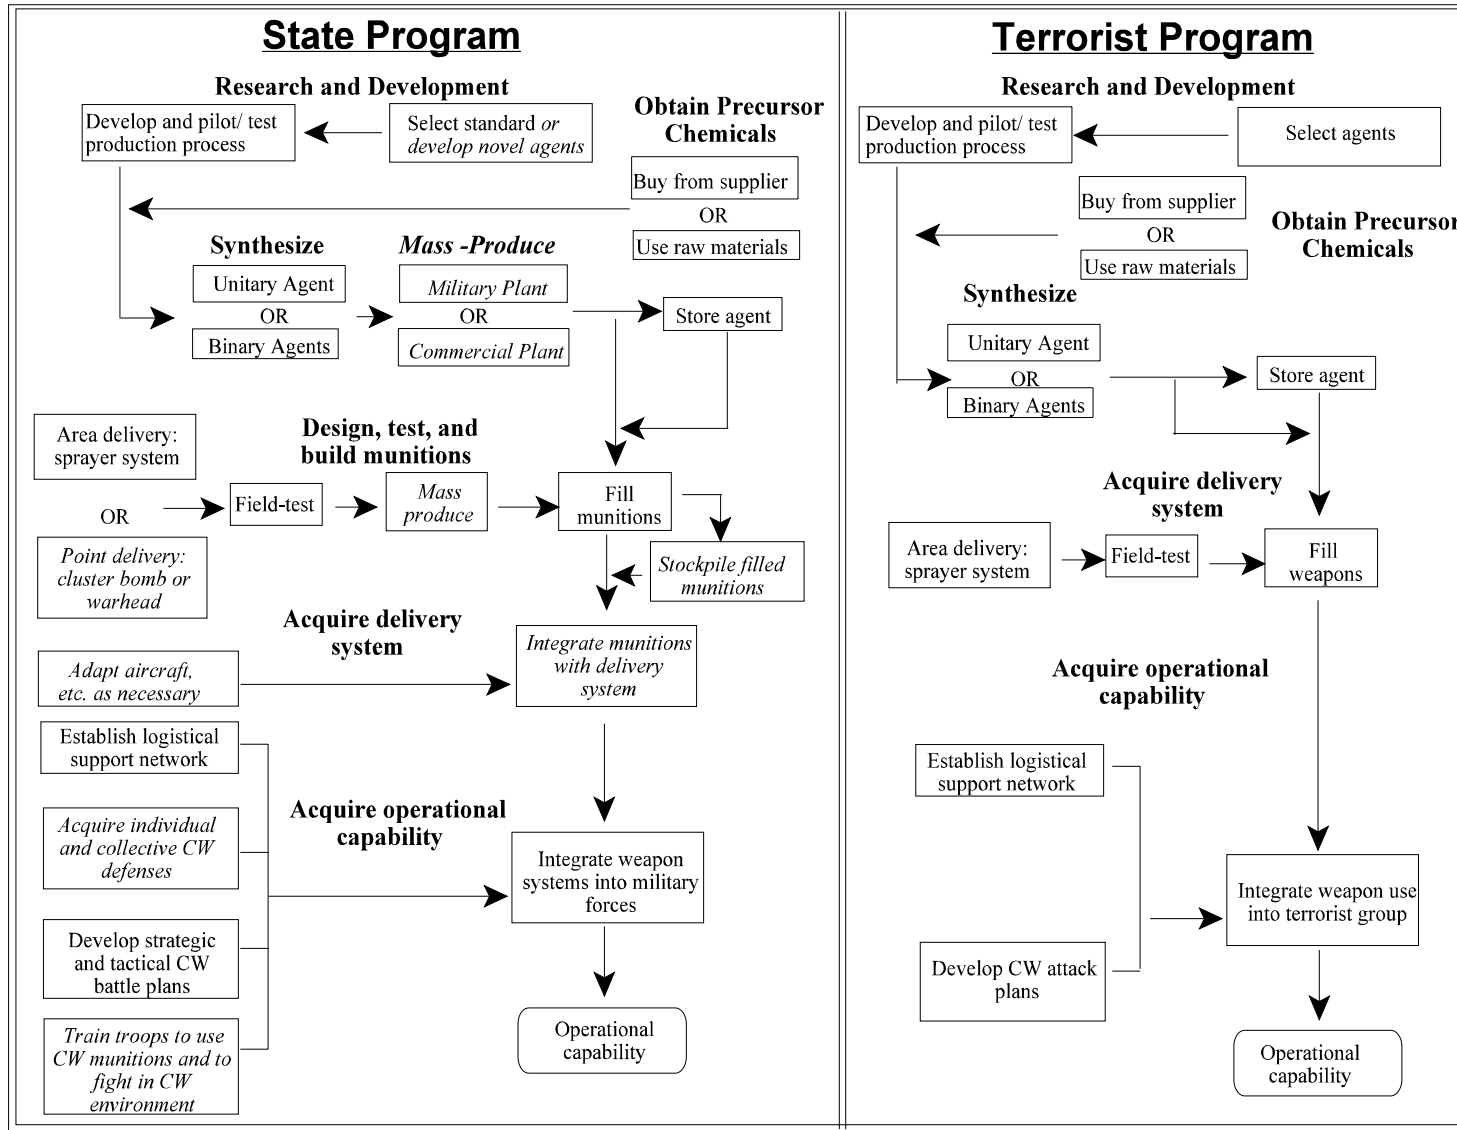 State Program
Research and Development
Develop and pilot/ test
production process
Select standard or
develop novel agents
Obtain Precursor
Chemicals
Buy from supplier
OR
Use raw materials
Synthesize
Unitary Agent
OR
Binary Agents
Mass -Produce
Military Plant
OR
Commercial Plant
Store agent
Area delivery:
sprayer system
OR
Point delivery:
cluster bomb or
warhead
Design, test, and
build munitions
Field-test
Mass
produce
Fill
munitions
Stockpile filled
munitions
Acquire delivery
system
Adapt aircraft,
etc. as necessary
Integrate munitions
with delivery
system
Establish logistical
support network
Acquire individual
and collective CW
defenses
Develop strategic
and tactical CW
battle plans
Train troops to use
CW munitions and to
fight in CW
environment
Acquire operational
capability
Integrate weapon
systems into military
forces
Operational
capability
Terrorist Program
Research and Development
Develop and pilot/ test
production process
Select agents
Buy from supplier
OR
Use raw materials
Obtain Precursor
Chemicals
Synthesize
Unitary Agent
OR
Binary Agents
Store agent
Acquire delivery
system
Area delivery:
sprayer system
Field-test
Fill
weapons
Acquire operational
capability
Establish logistical
support network
Develop CW attack
plans
Integrate weapon use
into terrorist group
Operational
capability